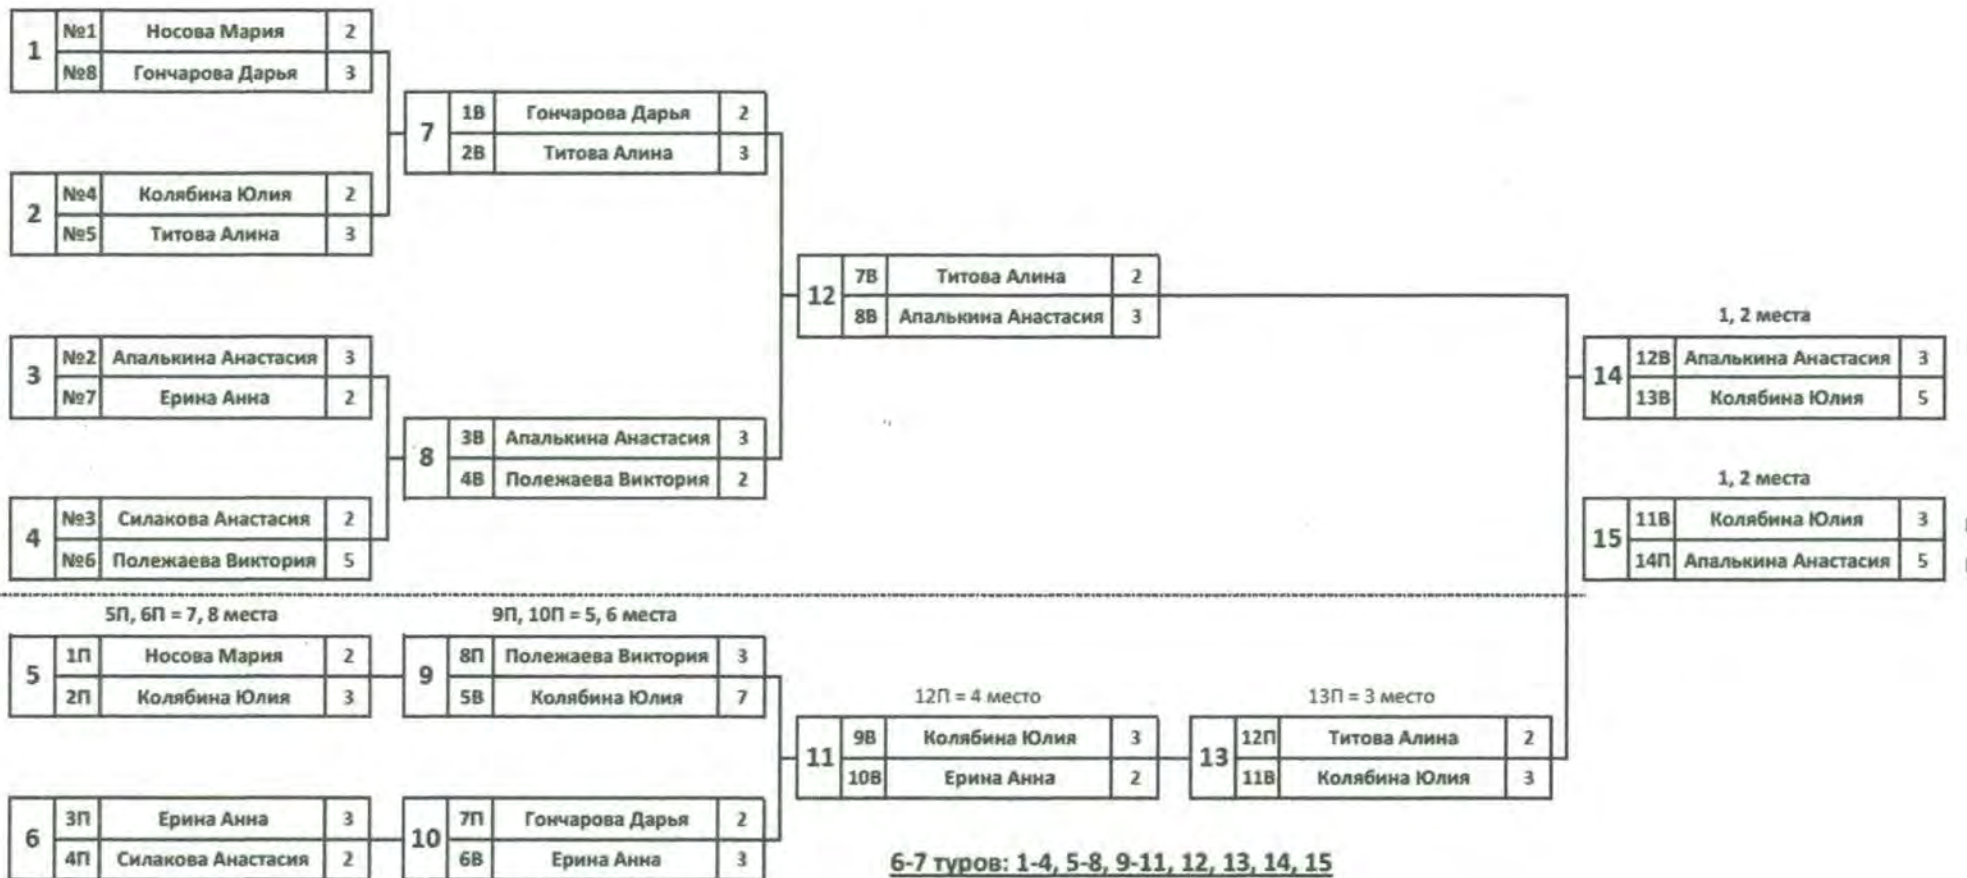 1
№1 Носова Мария 2
№8 Гончарова Дарья 3
7
1В Гончарова Дарья 2
2В Титова Алина 3
2
№4 Колябина Юлия 2
№5 Титова Алина 3
12
7В Титова Алина 2
8В Апалькина Анастасия 3
1, 2 места
14
12В Апалькина Анастасия 3
13В Колябина Юлия 5
3
№2 Апалькина Анастасия 3
№7 Ерина Анна 2
8
3В Апалькина Анастасия 3
4В Полежаева Виктория 2
1, 2 места
15
11В Колябина Юлия 3
14П Апалькина Анастасия 5
4
№3 Силакова Анастасия 2
№6 Полежаева Виктория 5
5П, 6П = 7, 8 места
5
1П Носова Мария 2
2П Колябина Юлия 3
9П, 10П = 5, 6 места
9
8П Полежаева Виктория 3
5В Колябина Юлия 7
12П = 4 место
11
9В Колябина Юлия 3
10В Ерина Анна 2
13П = 3 место
13
12П Титова Алина 2
11В Колябина Юлия 3
6
3П Ерина Анна 3
4П Силакова Анастасия 2
10
7П Гончарова Дарья 2
6В Ерина Анна 3
6-7 туров: 1-4, 5-8, 9-11, 12, 13, 14, 15